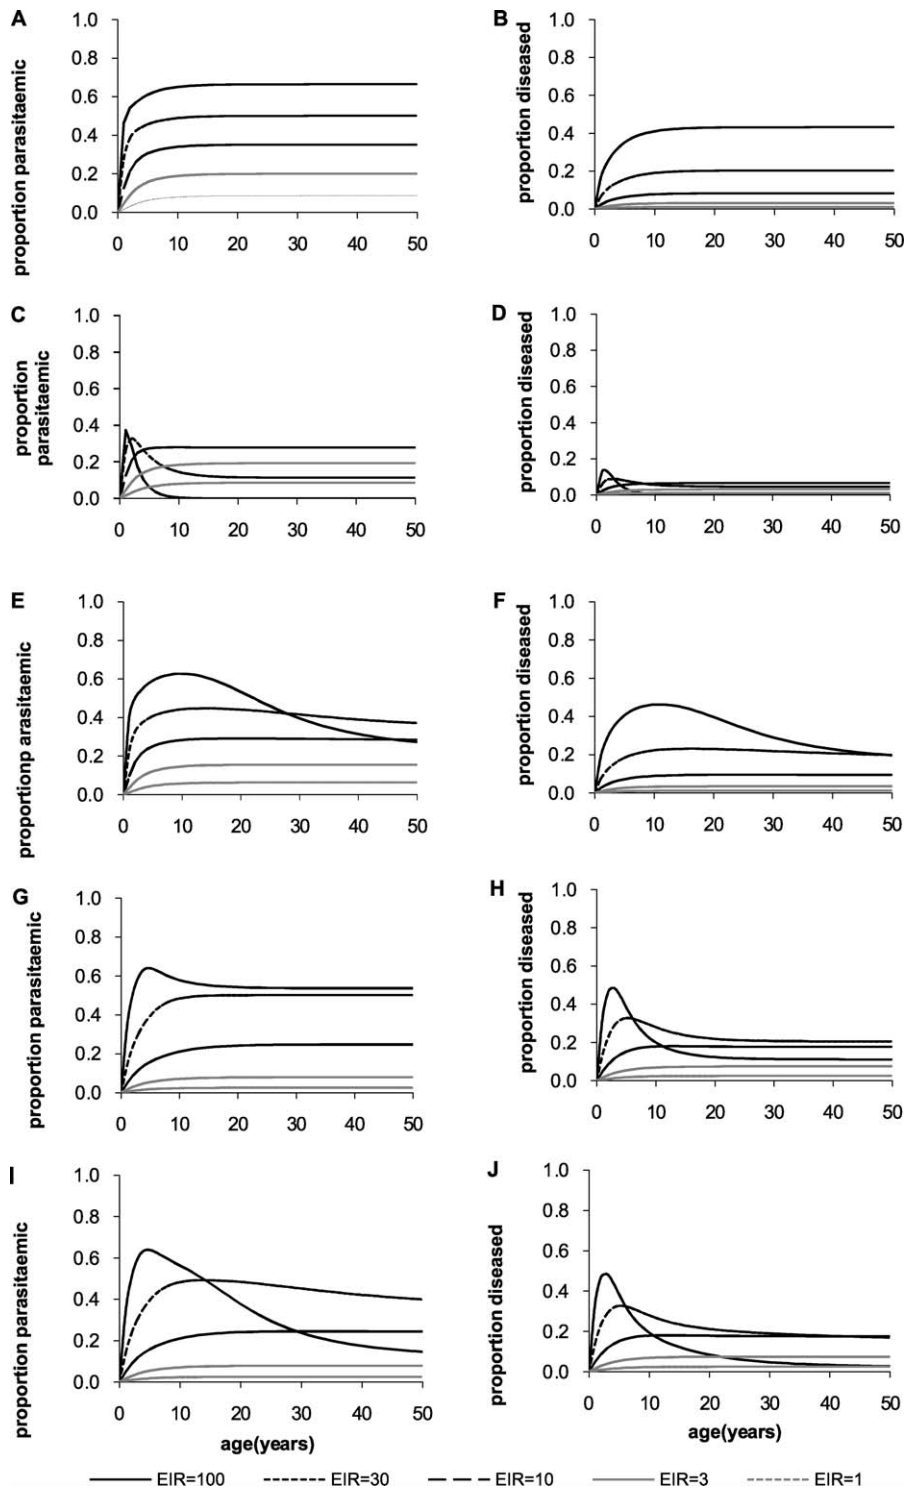 A
proportion parasitaemic
1.0
0.8
0.6
0.4
0.2
0.0
0 10 20 30 40 50
B
proportion diseased
1.0
0.8
0.6
0.4
0.2
0.0
0 10 20 30 40 50
C
proportion
parasitaemic
1.0
0.8
0.6
0.4
0.2
0.0
0 10 20 30 40 50
D
proportion diseased
1.0
0.8
0.6
0.4
0.2
0.0
0 10 20 30 40 50
E
proportionp arasitaemic
1.0
0.8
0.6
0.4
0.2
0.0
0 10 20 30 40 50
F
proportion diseased
1.0
0.8
0.6
0.4
0.2
0.0
0 10 20 30 40 50
G
proportion parasitaemic
1.0
0.8
0.6
0.4
0.2
0.0
0 10 20 30 40 50
H
proportion diseased
1.0
0.8
0.6
0.4
0.2
0.0
0 10 20 30 40 50
I
proportion parasitaemic
1.0
0.8
0.6
0.4
0.2
0.0
0 10 20 30 40 50
age(years)
J
proportion diseased
1.0
0.8
0.6
0.4
0.2
0.0
0 10 20 30 40 50
age(years)
EIR=100 EIR=30 EIR=10 EIR=3 EIR=1